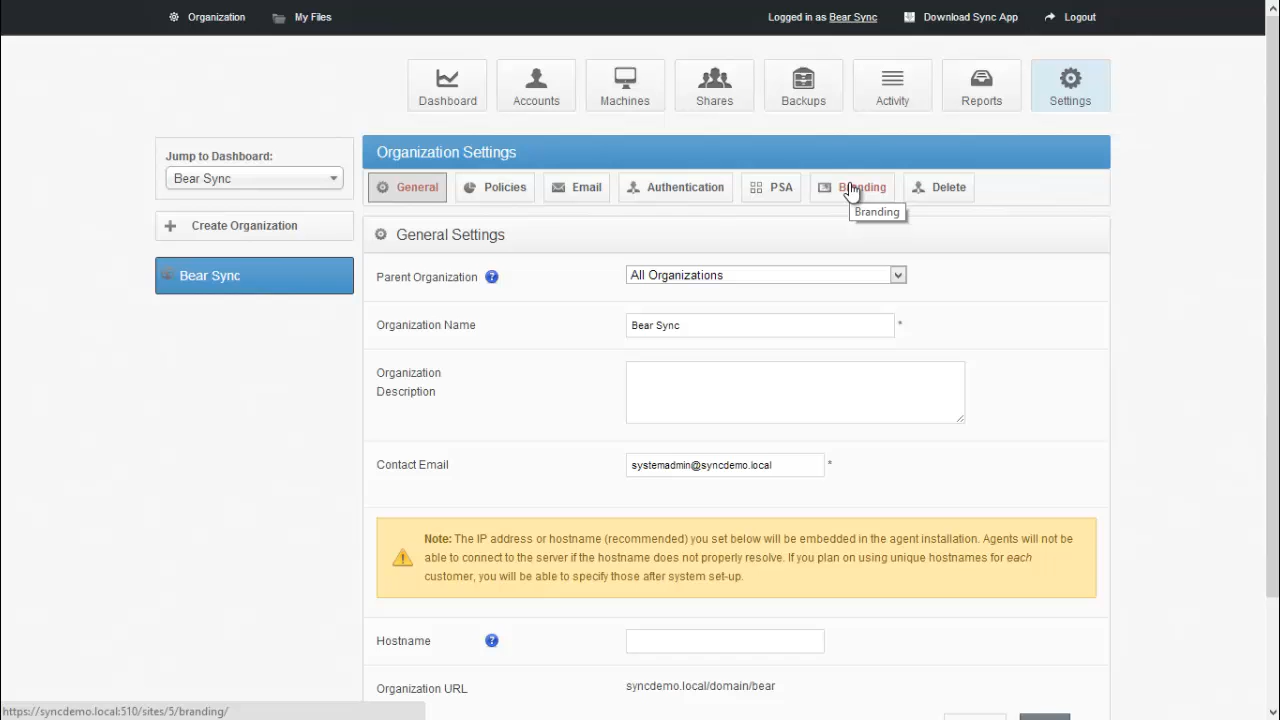 Organization
My Files
Logged in as Bear Sync
Download Sync App
Logout
Dashboard
Accounts
Machines
Shares
Backups
Activity
Reports
Settings
Jump to Dashboard:
Bear Sync
Create Organization
Bear Sync
Organization Settings
General
Policies
Email
Authentication
PSA
Branding
Delete
Branding
General Settings
Parent Organization ?
All Organizations
Organization Name
Bear Sync *
Organization
Description
Contact Email
systemadmin@syncdemo.local *
Note: The IP address or hostname (recommended) you set below will be embedded in the agent installation. Agents will not be
able to connect to the server if the hostname does not properly resolve. If you plan on using unique hostnames for each
customer, you will be able to specify those after system set-up.
Hostname ?
Organization URL
syncdemo.local/domain/bear
https://syncdemo.local:510/sites/5/branding/